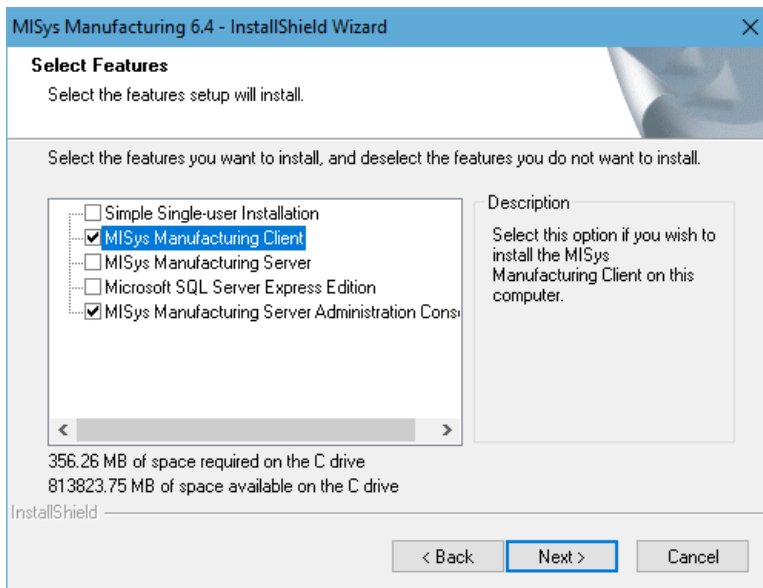 MISys Manufacturing 6.4 - InstallShield Wizard
Select Features
Select the features setup will install.
Select the features you want to install, and deselect the features you do not want to install.
Simple Single-user Installation
MISys Manufacturing Client
MISys Manufacturing Server
Microsoft SQL Server Express Edition
MISys Manufacturing Server Administration Cons
Description
Select this option if you wish to
install the MISys
Manufacturing Client on this
computer.
356.26 MB of space required on the C drive
813823.75 MB of space available on the C drive
InstallShield
< Back
Next >
Cancel